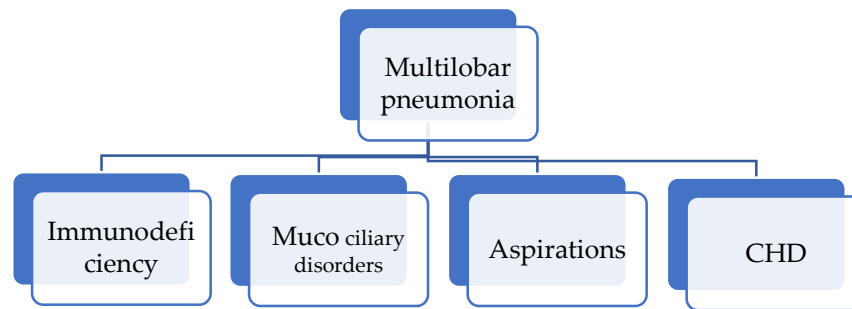 Multilobar
pneumonia
Immunodefi
ciency
Muco ciliary
disorders
Aspirations
CHD